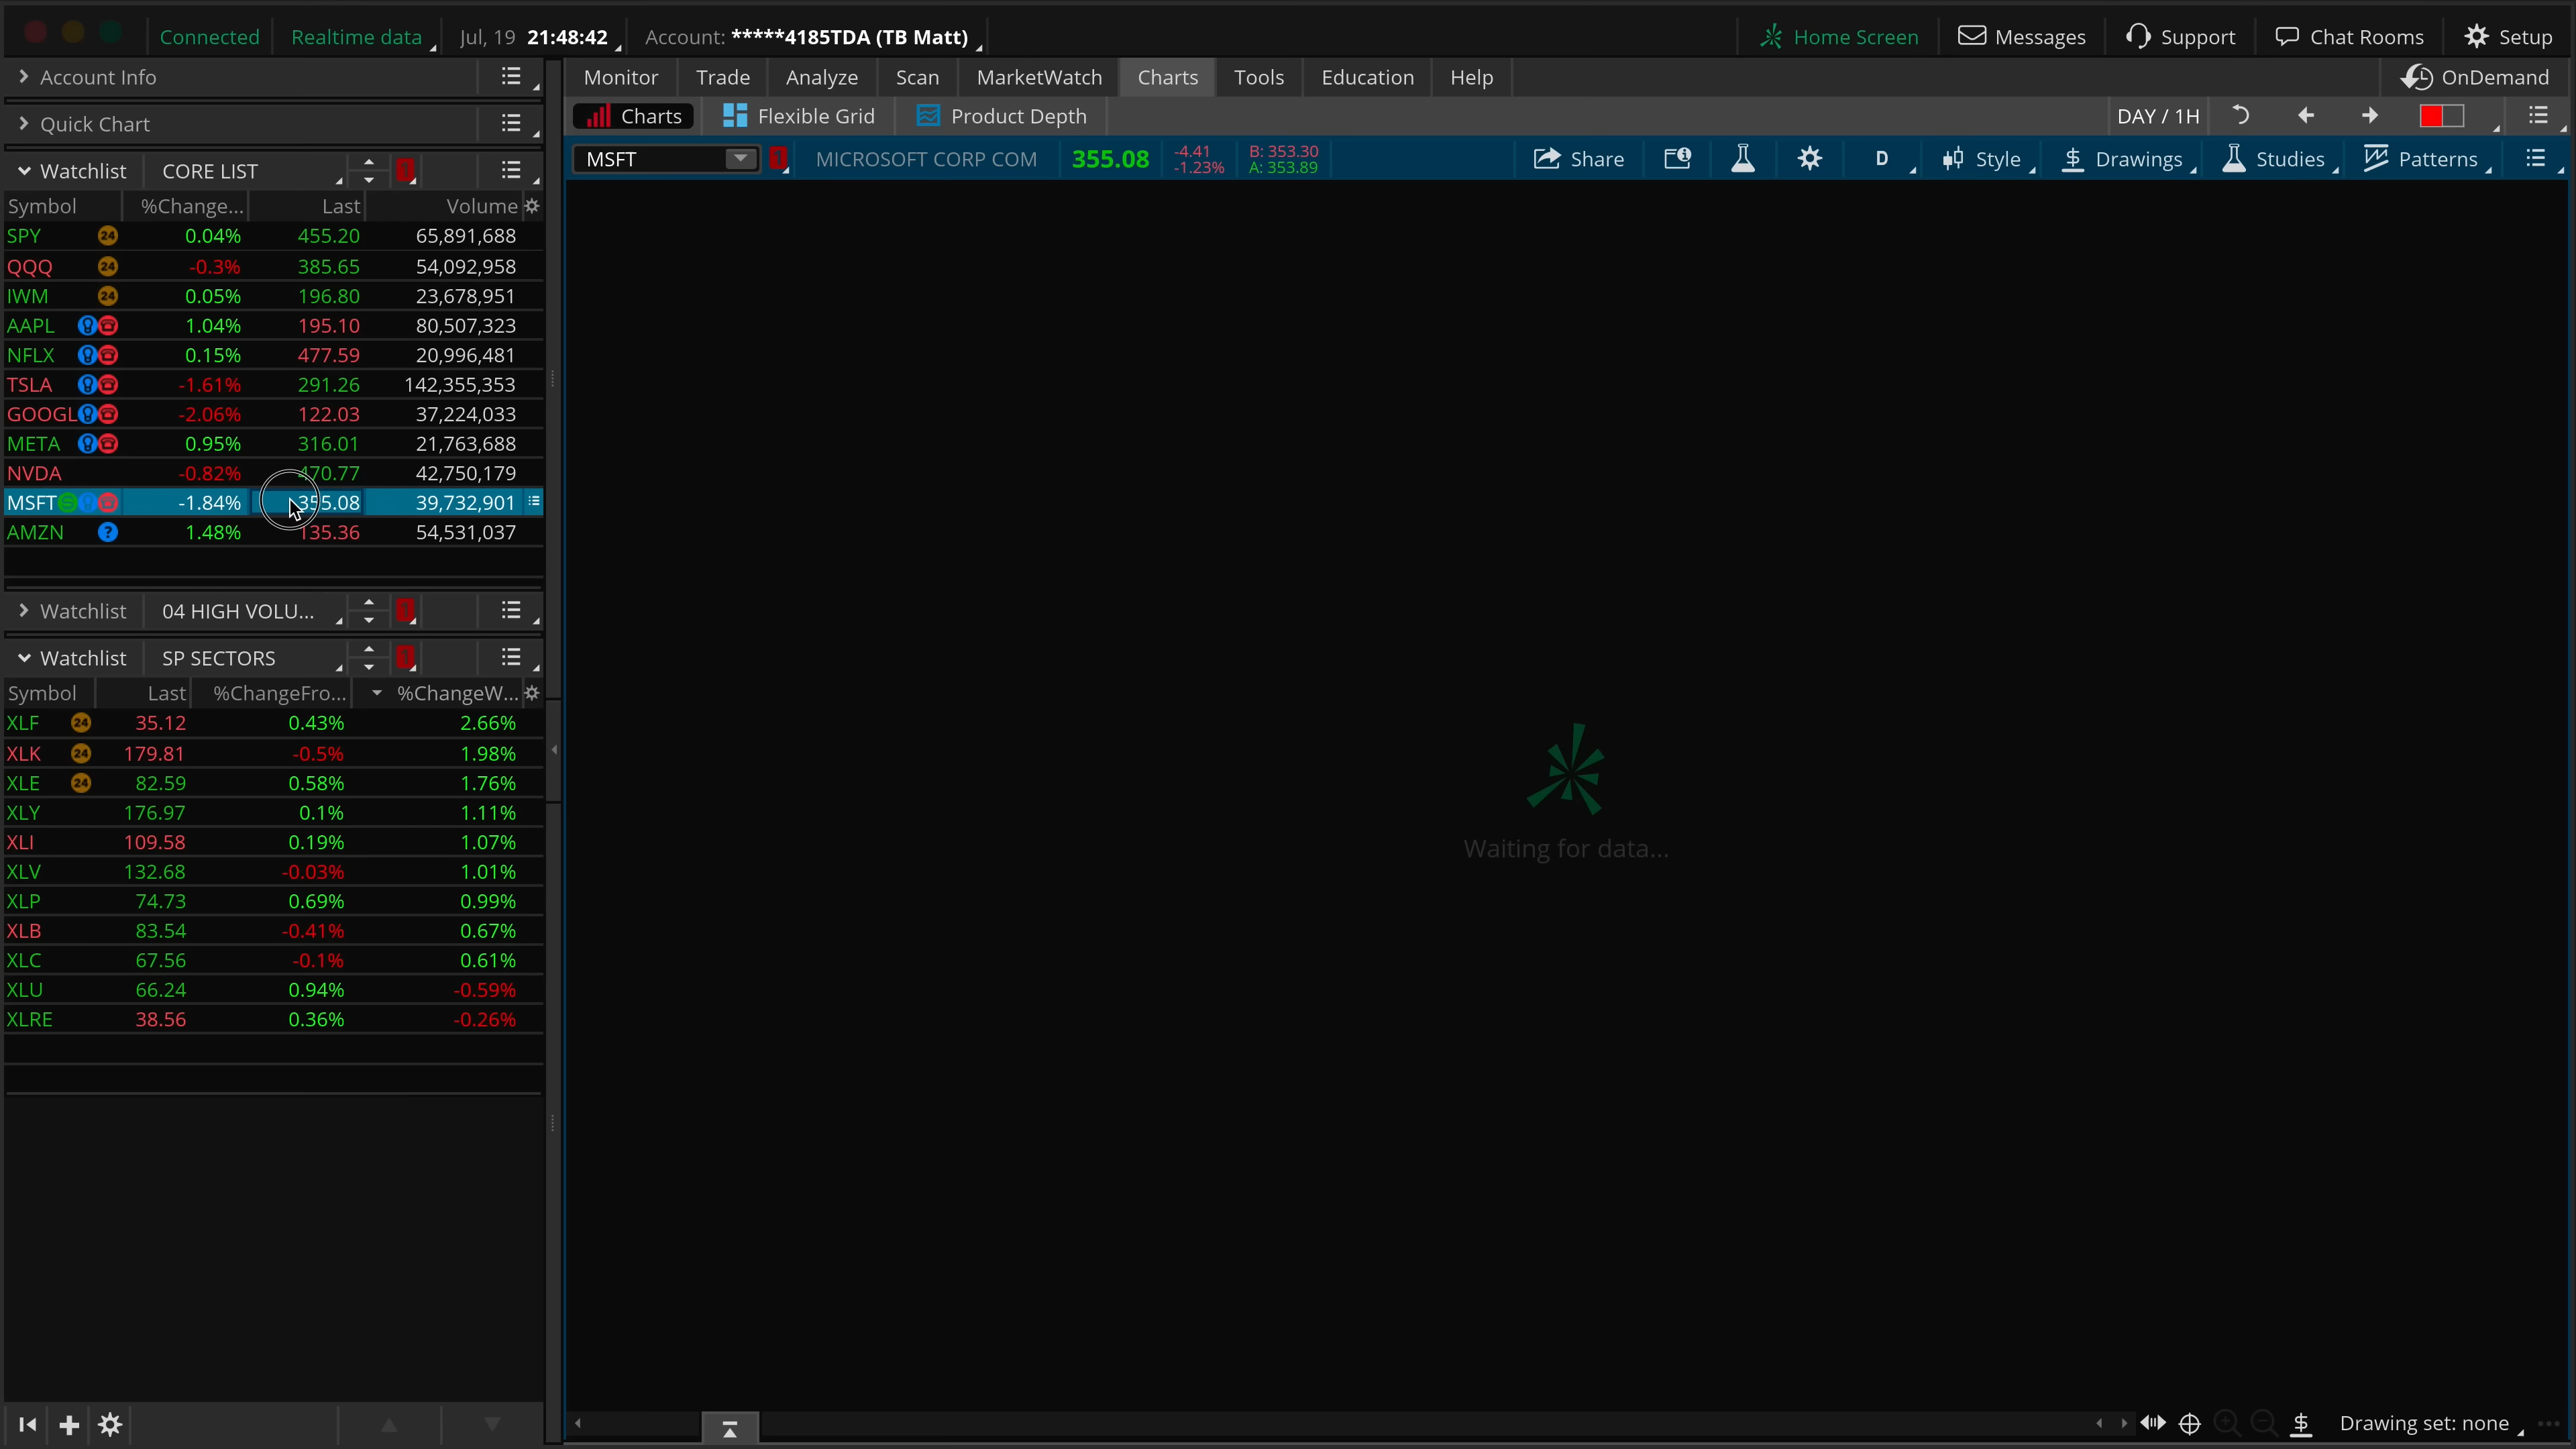 Connected Realtime data Jul, 19 21:48:42 Account: *****4185TDA (TB Matt) Home Screen Messages Support Chat Rooms Setup
Account Info
Monitor Trade Analyze Scan MarketWatch Charts Tools Education Help OnDemand
Quick Chart
Charts Flexible Grid Product Depth DAY / 1H
Watchlist CORE LIST 1
MSFT 1 MICROSOFT CORP COM 355.08 -4.41 -1.23% B: 353.30 A: 353.89 Share D Style Drawings Studies Patterns
Symbol %Change... Last Volume
SPY 24 0.04% 455.20 65,891,688
QQQ 24 -0.3% 385.65 54,092,958
IWM 24 0.05% 196.80 23,678,951
AAPL 1.04% 195.10 80,507,323
NFLX 0.15% 477.59 20,996,481
TSLA -1.61% 291.26 142,355,353
GOOGL -2.06% 122.03 37,224,033
META 0.95% 316.01 21,763,688
NVDA -0.82% 470.77 42,750,179
MSFT -1.84% 355.08 39,732,901
AMZN ? 1.48% 135.36 54,531,037
Watchlist 04 HIGH VOLU... 1
Watchlist SP SECTORS 1
Symbol Last %ChangeFro... %ChangeW...
XLF 24 35.12 0.43% 2.66%
XLK 24 179.81 -0.5% 1.98%
XLE 24 82.59 0.58% 1.76%
XLY 176.97 0.1% 1.11%
XLI 109.58 0.19% 1.07%
XLV 132.68 -0.03% 1.01%
XLP 74.73 0.69% 0.99%
XLB 83.54 -0.41% 0.67%
XLC 67.56 -0.1% 0.61%
XLU 66.24 0.94% -0.59%
XLRE 38.56 0.36% -0.26%
Waiting for data...
Drawing set: none